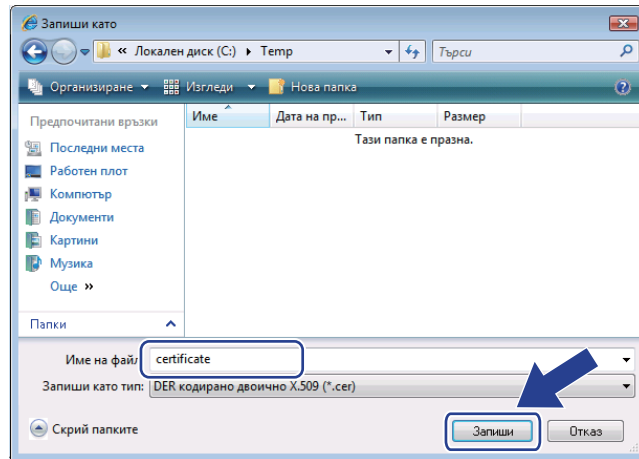 Запиши като
« Локален диск (C:) Temp Търси
Организиране Изгледи Нова папка
Предпочитани връзки
Последни места
Работен плот
Компютър
Документи
Картини
Музика
Още »
Папки
Име Дата на пр... Тип Размер
Тази папка е празна.
Име на файл certificate
Запиши като тип: DER кодирано двоично X.509 (*.cer)
Скрий папките Запиши Отказ